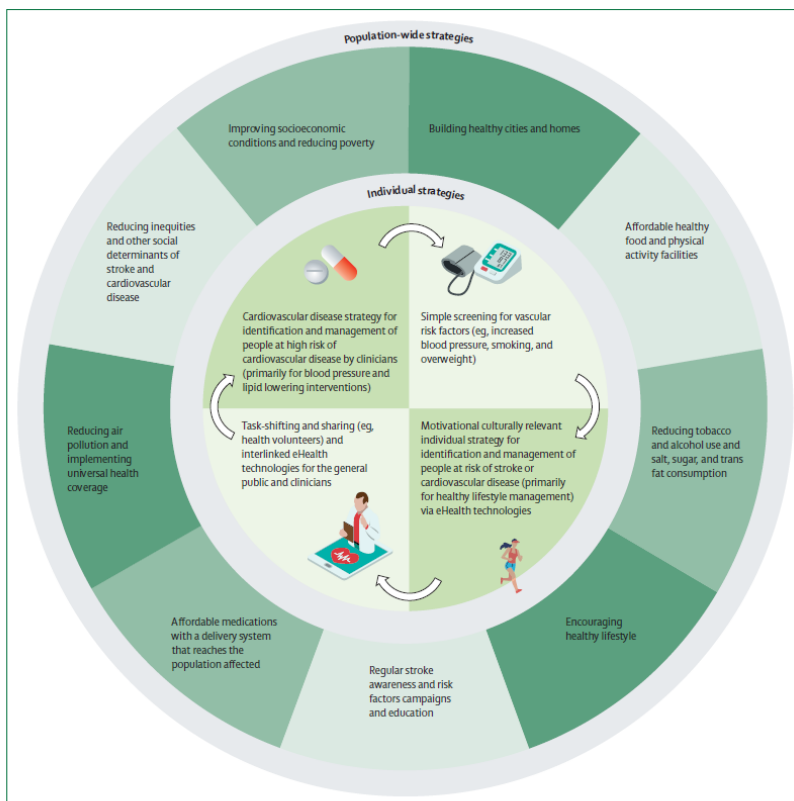 Population-wide strategies
Improving socioeconomic
conditions and reducing poverty
Building healthy cities and homes
Affordable healthy
food and physical
activity facilities
Reducing tobacco
and alcohol use and
salt, sugar, and trans
fat consumption
Encouraging
healthy lifestyle
Regular stroke
awareness and risk
factors campaigns
and education
Affordable medications
with a delivery system
that reaches the
population affected
Reducing air
pollution and
implementing
universal health
coverage
Reducing inequities
and other social
determinants of
stroke and
cardiovascular
disease
Individual strategies
Cardiovascular disease strategy for
identification and management of
people at high risk of
cardiovascular disease by clinicians
(primarily for blood pressure and
lipid lowering interventions)
Simple screening for vascular
risk factors (eg, increased
blood pressure, smoking, and
overweight)
Motivational culturally relevant
individual strategy for
identification and management of
people at risk of stroke or
cardiovascular disease (primarily
for healthy lifestyle management)
via eHealth technologies
Task-shifting and sharing (eg,
health volunteers) and
interlinked eHealth
technologies for the general
public and clinicians